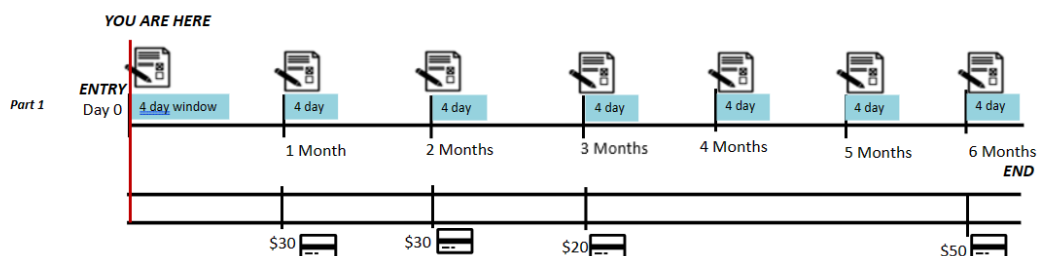 YOU ARE HERE
ENTRY
Part 1
Day 0
4 day window
4 day
4 day
4 day
4 day
4 day
4 day
1 Month
2 Months
3 Months
4 Months
5 Months
6 Months
END
$30
$30
$20
$50